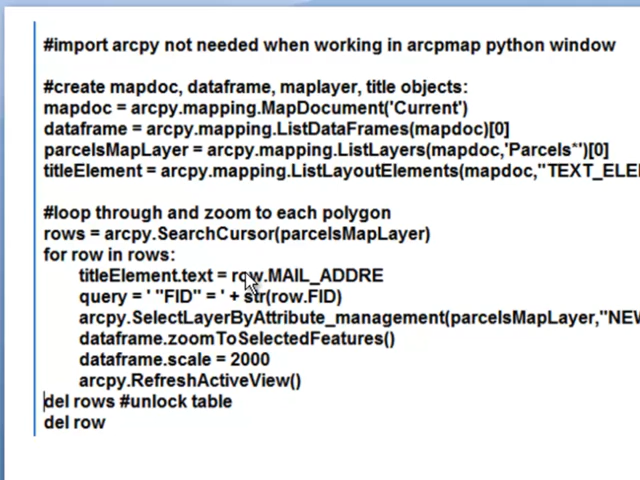 #import arcpy not needed when working in arcpmap python window
#create mapdoc, dataframe, maplayer, title objects:
mapdoc = arcpy.mapping.MapDocument('Current')
dataframe = arcpy.mapping.ListDataFrames(mapdoc)[0]
parcelsMapLayer = arcpy.mapping.ListLayers(mapdoc,'Parcels*')[0]
titleElement = arcpy.mapping.ListLayoutElements(mapdoc,"TEXT_ELE
#loop through and zoom to each polygon
rows = arcpy.SearchCursor(parcelsMapLayer)
for row in rows:
titleElement.text = row.MAIL_ADDRE
query = ' "FID" = ' + str(row.FID)
arcpy.SelectLayerByAttribute_management(parcelsMapLayer,"NEW
dataframe.zoomToSelectedFeatures()
dataframe.scale = 2000
arcpy.RefreshActiveView()
del rows #unlock table
del row